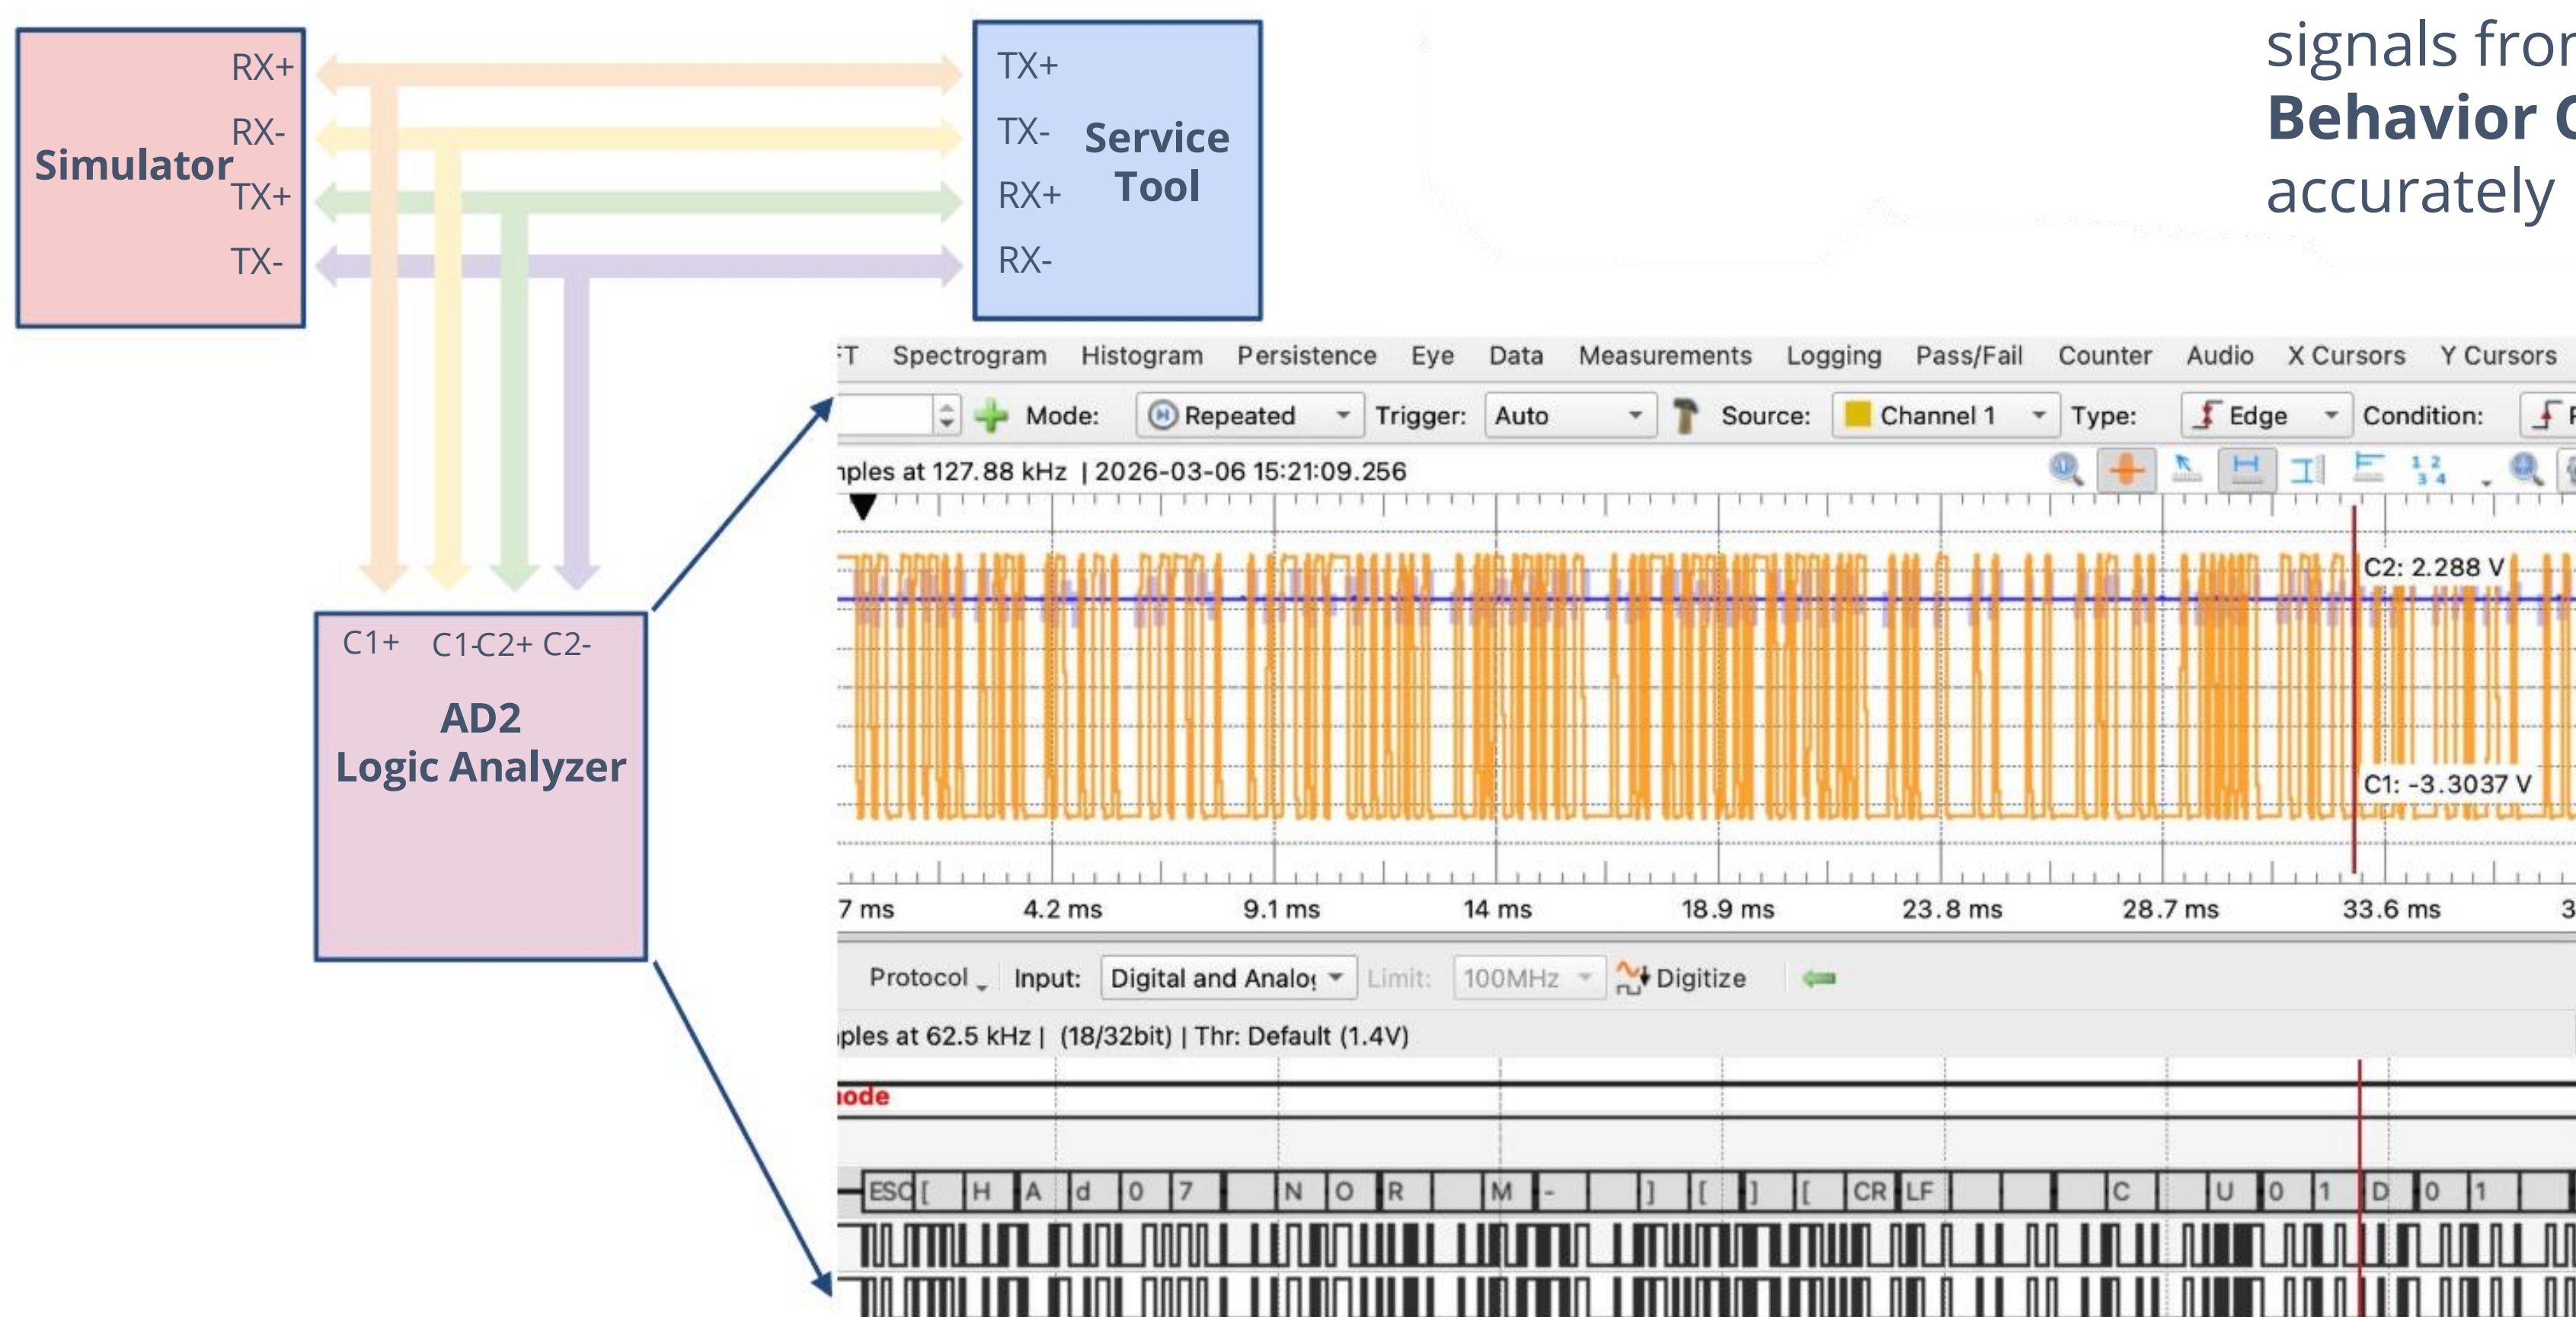 RX+
RX-
Simulator
TX+
TX-
TX+
TX-
Service
Tool
RX+
RX-
signals
Behavior
accurately
C1+ C1- C2+ C2-
AD2
Logic Analyzer
Spectrogram Histogram Persistence Eye Data Measurements Logging Pass/Fail Counter Audio X Cursors Y Cursors
Mode: Repeated Trigger: Auto Source: Channel 1 Type: Edge Condition:
at 127.88 kHz | 2026-03-06 15:21:09.256
C2: 2.288 V
C1: -3.3037 V
7 ms 4.2 ms 9.1 ms 14 ms 18.9 ms 23.8 ms 28.7 ms 33.6 ms
Protocol Input: Digital and Analog Limit: 100MHz Digitize
at 62.5 kHz | (18/32bit) | Thr: Default (1.4V)
ESC [ H A d 0 7 N O R M - ] [ ] [ CR LF C U 0 1 D 0 1